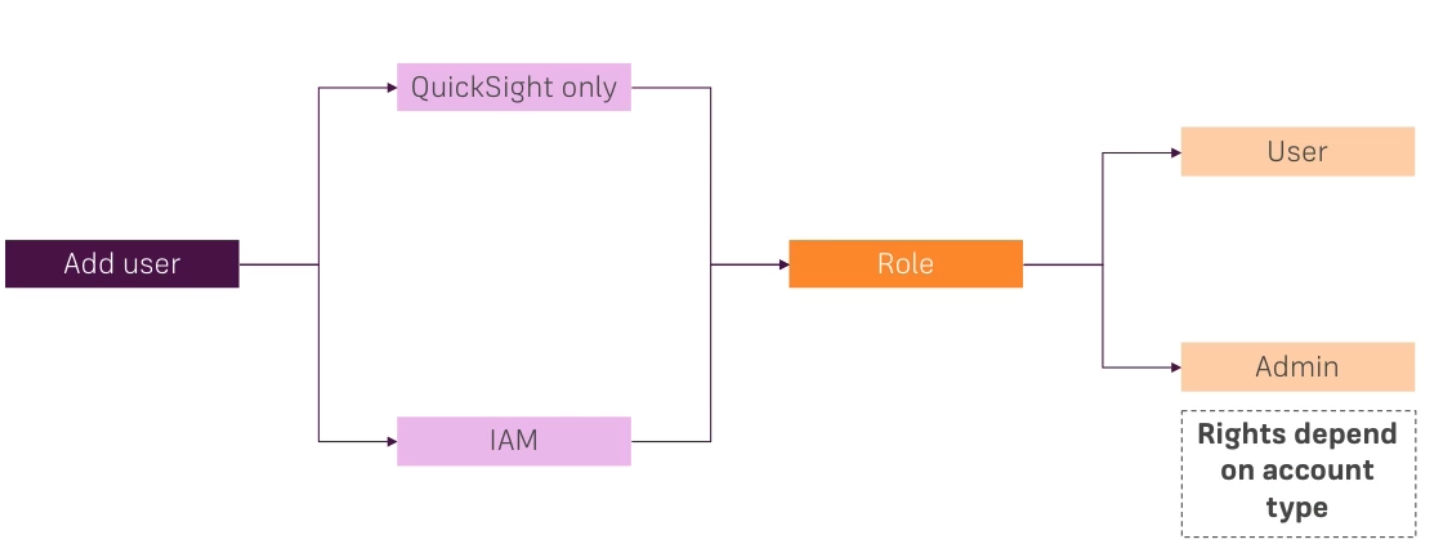 Add user
QuickSight only
IAM
Role
User
Admin
Rights depend
on account
type